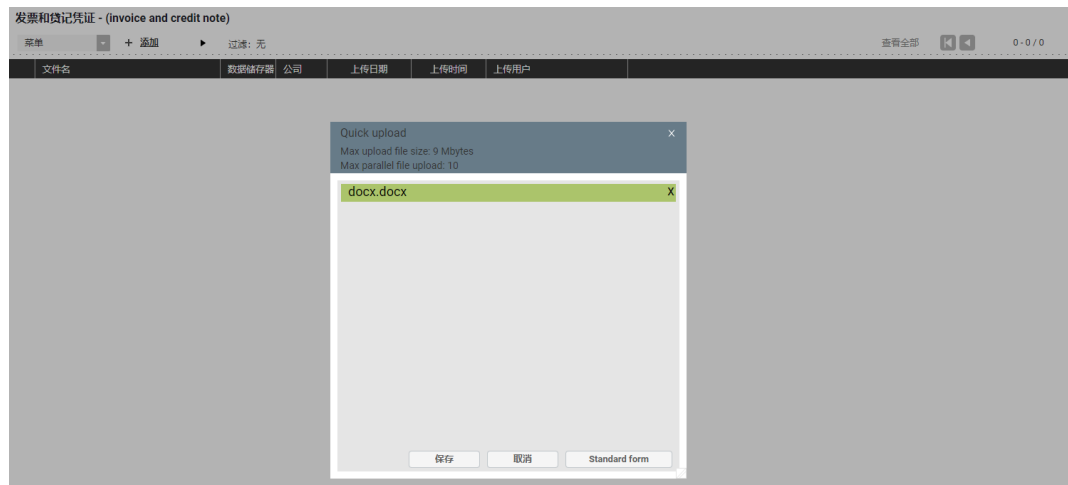 发票和贷记凭证 - (invoice and credit note)
菜单 + 添加 过滤: 无 查看全部 0 - 0 / 0
文件名 数据储存器 公司 上传日期 上传时间 上传用户
Quick upload X
Max upload file size: 9 Mbytes
Max parallel file upload: 10
docx.docx X
保存 取消 Standard form